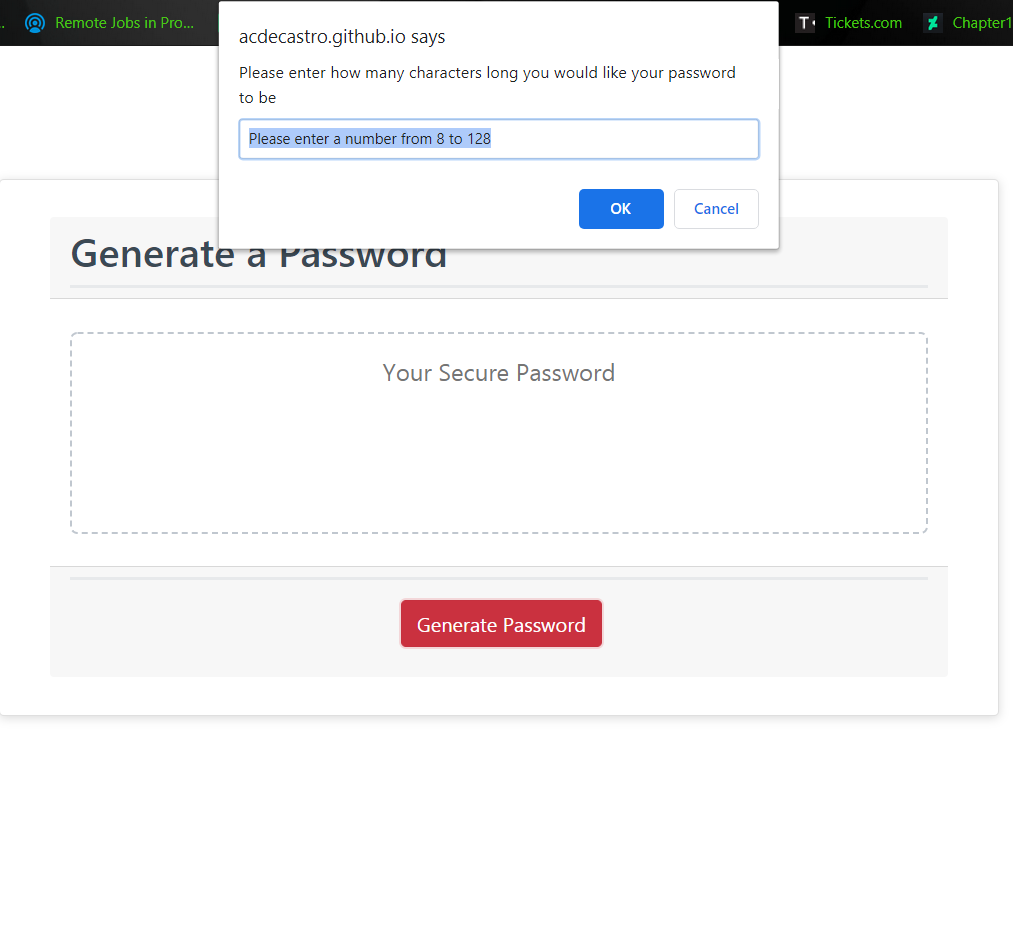 Remote Jobs in Pro...
Tickets.com
Chapter1
acdecastro.github.io says
Please enter how many characters long you would like your password
to be
Please enter a number from 8 to 128
OK
Cancel
Generate a Password
Your Secure Password
Generate Password